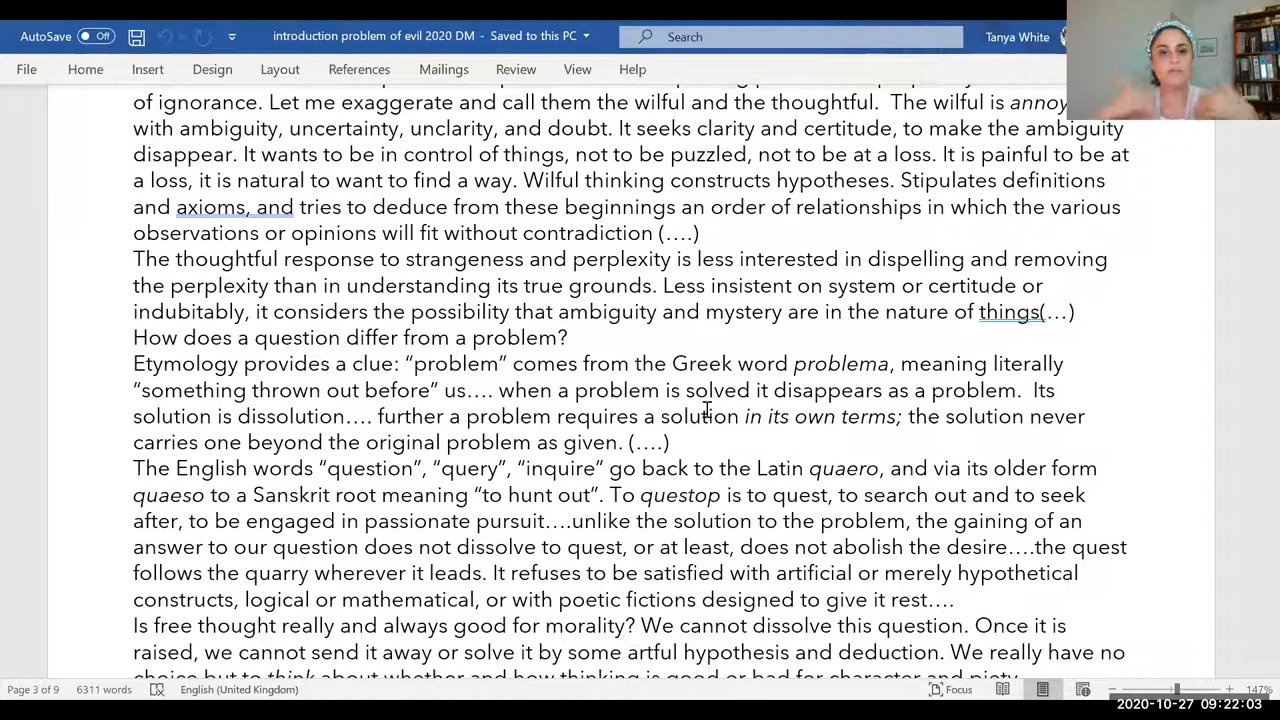 AutoSave Off introduction problem of evil 2020 DM - Saved to this PC Search Tanya White
File Home Insert Design Layout References Mailings Review View Help
of ignorance. Let me exaggerate and call them the wilful and the thoughtful. The wilful is annoy
with ambiguity, uncertainty, unclarity, and doubt. It seeks clarity and certitude, to make the ambiguity
disappear. It wants to be in control of things, not to be puzzled, not to be at a loss. It is painful to be at
a loss, it is natural to want to find a way. Wilful thinking constructs hypotheses. Stipulates definitions
and axioms, and tries to deduce from these beginnings an order of relationships in which the various
observations or opinions will fit without contradiction (….)
The thoughtful response to strangeness and perplexity is less interested in dispelling and removing
the perplexity than in understanding its true grounds. Less insistent on system or certitude or
indubitably, it considers the possibility that ambiguity and mystery are in the nature of things(…)
How does a question differ from a problem?
Etymology provides a clue: “problem” comes from the Greek word problema, meaning literally
“something thrown out before” us…. when a problem is solved it disappears as a problem. Its
solution is dissolution…. further a problem requires a solution in its own terms; the solution never
carries one beyond the original problem as given. (….)
The English words “question”, “query”, “inquire” go back to the Latin quaero, and via its older form
quaeso to a Sanskrit root meaning “to hunt out”. To questop is to quest, to search out and to seek
after, to be engaged in passionate pursuit….unlike the solution to the problem, the gaining of an
answer to our question does not dissolve to quest, or at least, does not abolish the desire….the quest
follows the quarry wherever it leads. It refuses to be satisfied with artificial or merely hypothetical
constructs, logical or mathematical, or with poetic fictions designed to give it rest….
Is free thought really and always good for morality? We cannot dissolve this question. Once it is
raised, we cannot send it away or solve it by some artful hypothesis and deduction. We really have no
choice but to think about whether and how thinking is good or bad for character and piety
Page 3 of 9 6311 words English (United Kingdom) Focus 147%
2020-10-27 09:22:03